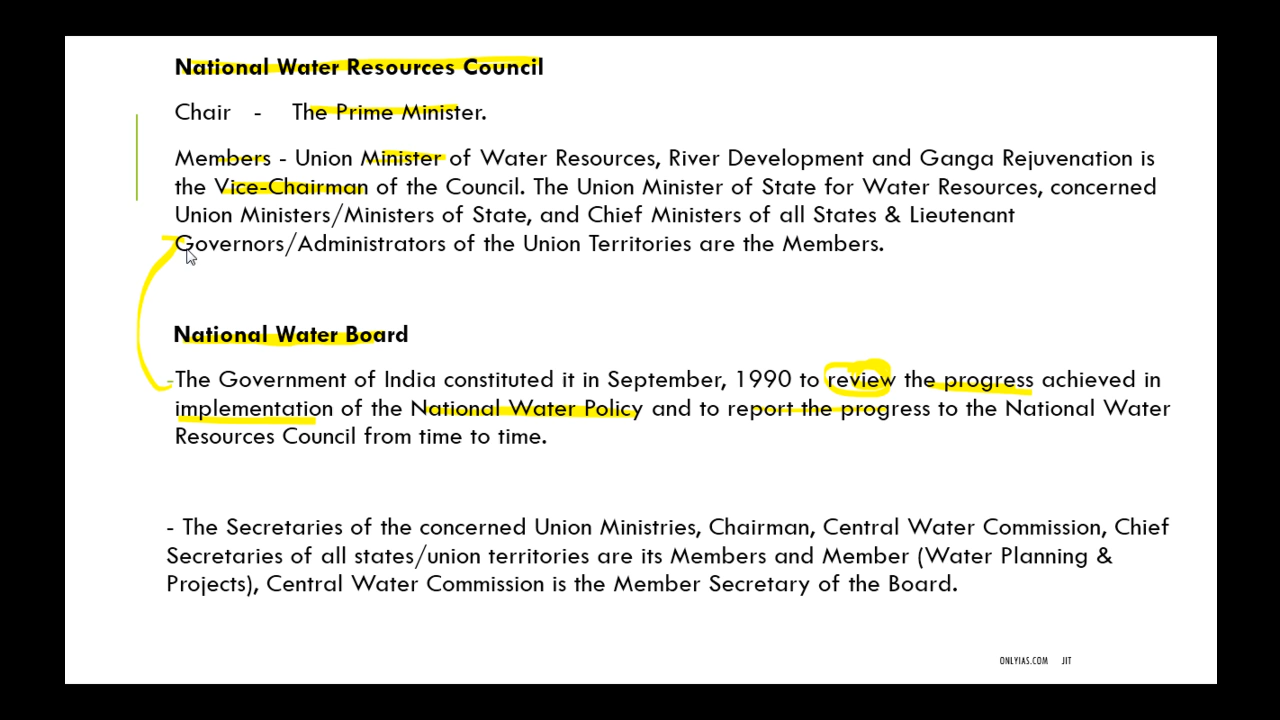 National Water Resources Council
Chair - The Prime Minister.
Members - Union Minister of Water Resources, River Development and Ganga Rejuvenation is
the Vice-Chairman of the Council. The Union Minister of State for Water Resources, concerned
Union Ministers/Ministers of State, and Chief Ministers of all States & Lieutenant
Governors/Administrators of the Union Territories are the Members.
National Water Board
-The Government of India constituted it in September, 1990 to review the progress achieved in
implementation of the National Water Policy and to report the progress to the National Water
Resources Council from time to time.
- The Secretaries of the concerned Union Ministries, Chairman, Central Water Commission, Chief
Secretaries of all states/union territories are its Members and Member (Water Planning &
Projects), Central Water Commission is the Member Secretary of the Board.
ONLYIAS.COM JIT